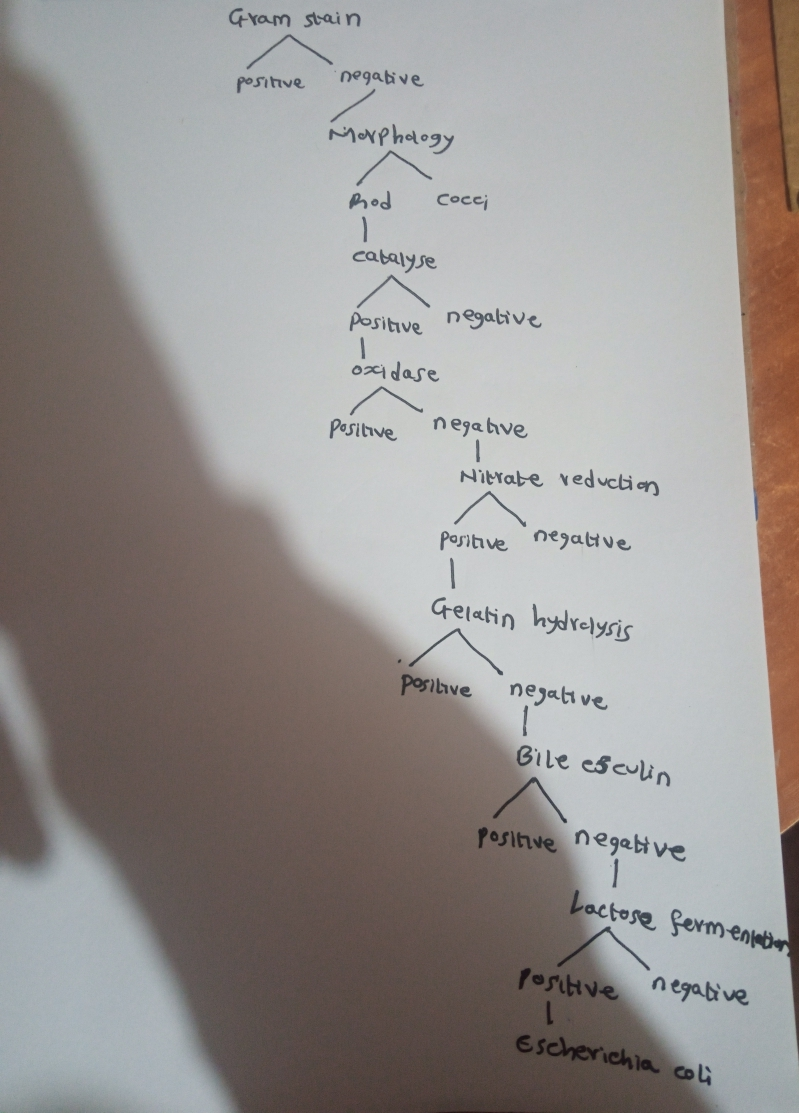 Gram stain
positive negative
Morphology
Rod cocci
catalyse
positive negative
oxidase
positive negative
Nitrate reduction
positive negative
Gelatin hydrolysis
positive negative
Bile esculin
positive negative
Lactose fermentation
positive negative
Escherichia coli